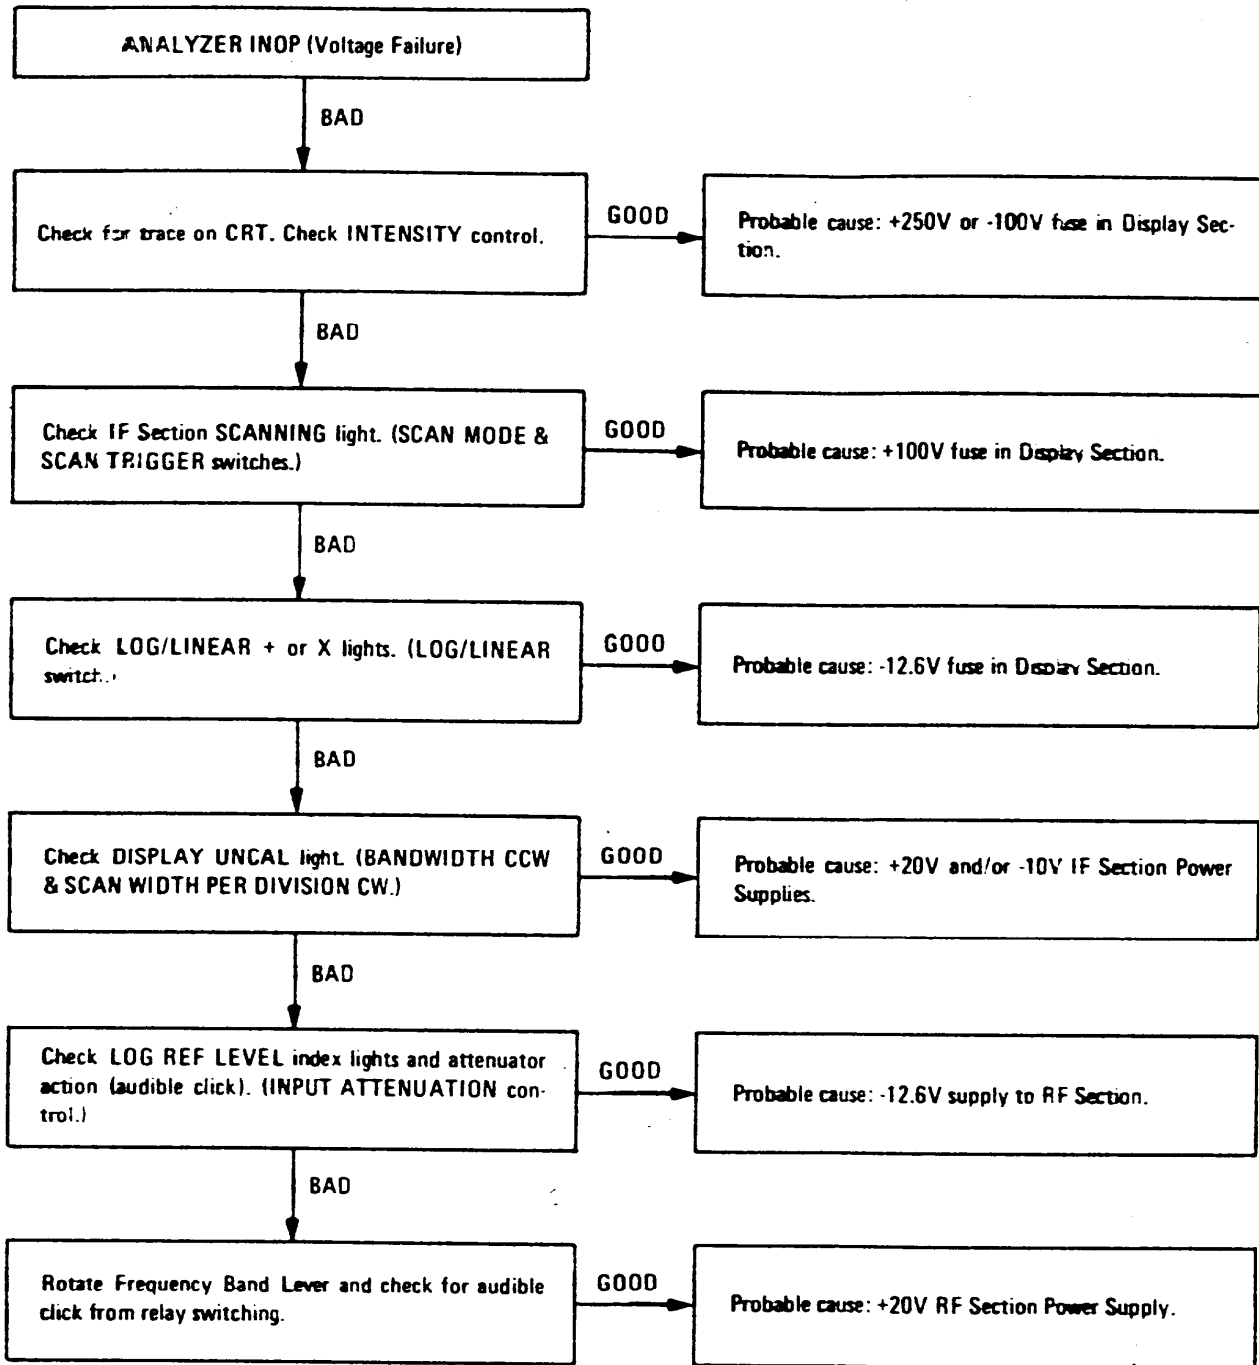 ANALYZER INOP (Voltage Failure)
BAD
Check for trace on CRT. Check INTENSITY control.
GOOD
Probable cause: +250V or -100V fuse in Display Sec-
tion.
BAD
Check IF Section SCANNING light. (SCAN MODE &
SCAN TRIGGER switches.)
GOOD
Probable cause: +100V fuse in Display Section.
BAD
Check LOG/LINEAR + or X lights. (LOG/LINEAR
switch.)
GOOD
Probable cause: -12.6V fuse in Display Section.
BAD
Check DISPLAY UNCAL light. (BANDWIDTH CCW
& SCAN WIDTH PER DIVISION CW.)
GOOD
Probable cause: +20V and/or -10V IF Section Power
Supplies.
BAD
Check LOG REF LEVEL index lights and attenuator
action (audible click). (INPUT ATTENUATION con-
trol.)
GOOD
Probable cause: -12.6V supply to RF Section.
BAD
Rotate Frequency Band Lever and check for audible
click from relay switching.
GOOD
Probable cause: +20V RF Section Power Supply.